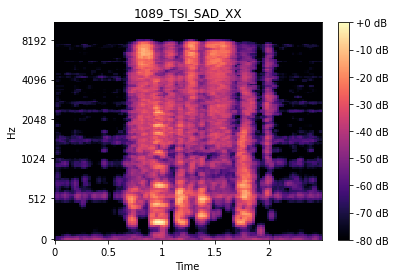 1089_TSI_SAD_XX
8192
4096
2048
1024
512
0
Hz
0
0.5
1
1.5
2
Time
+0 dB
-10 dB
-20 dB
-30 dB
-40 dB
-50 dB
-60 dB
-70 dB
-80 dB